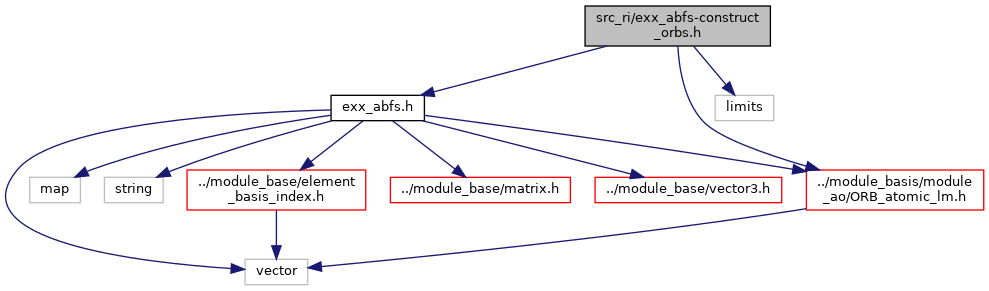 src_ri/exx_abfs-construct
_orbs.h
exx_abfs.h
limits
map
string
../module_base/element
_basis_index.h
../module_base/matrix.h
../module_base/vector3.h
../module_basis/module
_ao/ORB_atomic_lm.h
vector